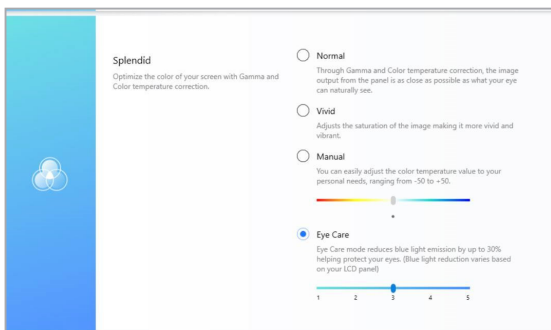 Splendid
Optimize the color of your screen with Gamma and
Color temperature correction.
Normal
Through Gamma and Color temperature correction, the image
output from the panel is as close as possible as what your eye
can naturally see.
Vivid
Adjusts the saturation of the image making it more vivid and
vibrant.
Manual
You can easily adjust the color temperature value to your
personal needs, ranging from -50 to +50.
Eye Care
Eye Care mode reduces blue light emission by up to 30%
helping protect your eyes. (Blue light reduction varies based
on your LCD panel)
1 2 3 4 5